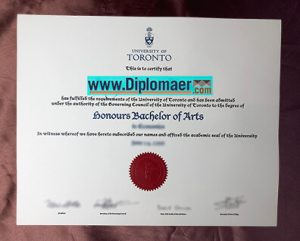 UNIVERSITY OF
TORONTO
This is to certify that
www.Diplomaer.com
has fulfilled the requirements of the University of Toronto and has been admitted
under the authority of the Governing Council of the University of Toronto to the degree of
Honours Bachelor of Arts
In witness whereof we have hereto subscribed our names and affixed the academic seal of the University